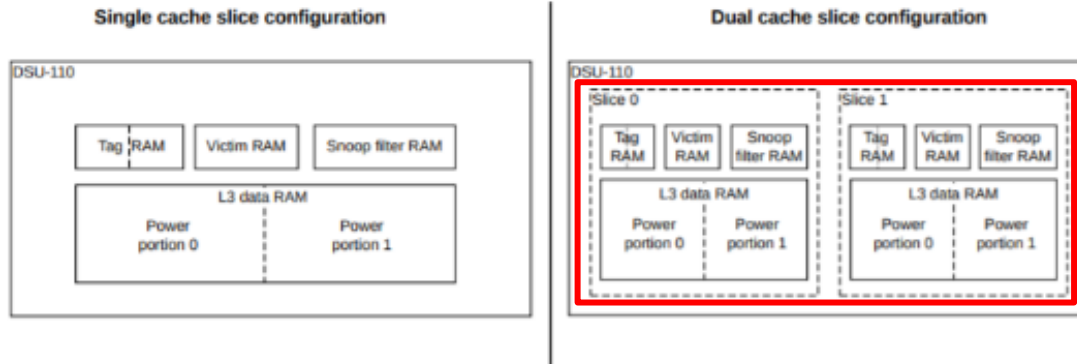 Single cache slice configuration
DSU-110
Tag RAM
Victim RAM
Snoop filter RAM
L3 data RAM
Power
portion 0
Power
portion 1
Dual cache slice configuration
DSU-110
Slice 0
Tag
RAM
Victim
RAM
Snoop
filter RAM
L3 data RAM
Power
portion 0
Power
portion 1
Slice 1
Tag
RAM
Victim
RAM
Snoop
filter RAM
L3 data RAM
Power
portion 0
Power
portion 1